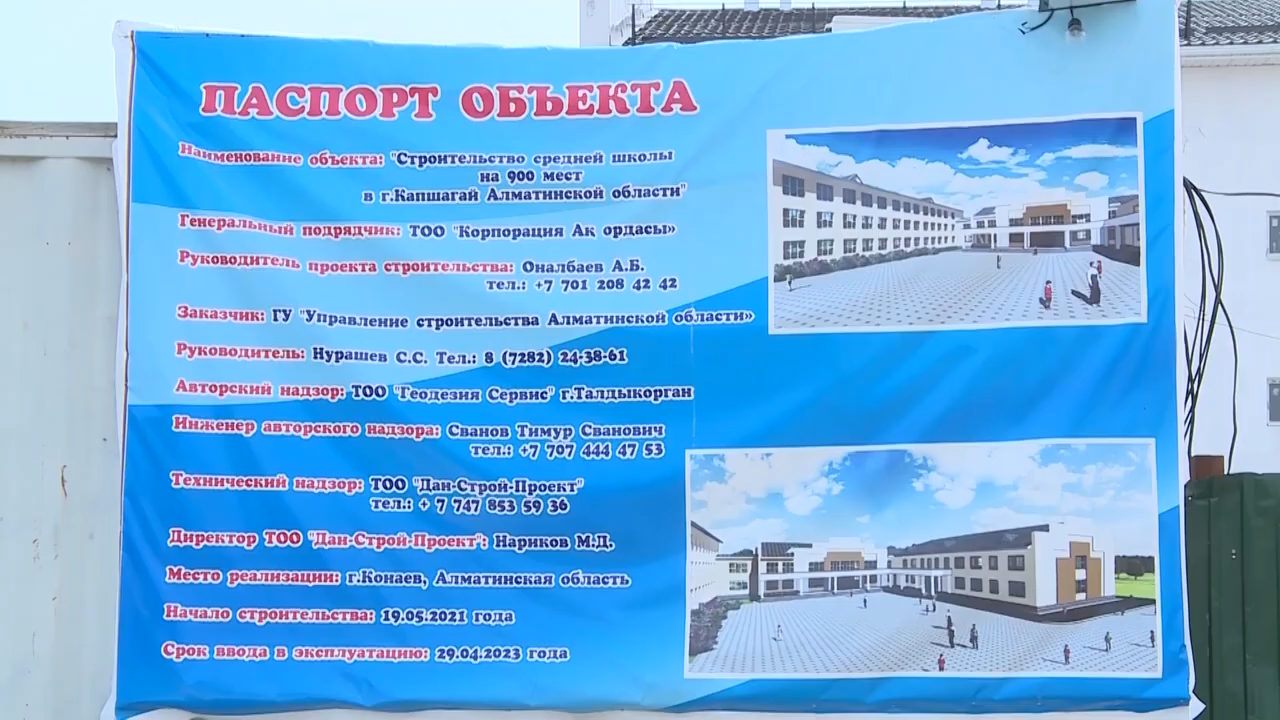 ПАСПОРТ ОБЪЕКТА
Наименование объекта: "Строительство средней школы
на 900 мест
в г.Капшагай Алматинской области"
Генеральный подрядчик: ТОО "Корпорация Ақ ордасы»
Руководитель проекта строительства: Оналбаев А.Б.
тел.: +7 701 208 42 42
Заказчик: ГУ "Управление строительства Алматинской области»
Руководитель: Нурашев С.С. Тел.: 8 (7282) 24-38-61
Авторский надзор: ТОО "Геодезия Сервис" г.Талдыкорган
Инженер авторского надзора: Сванов Тимур Сванович
тел.: +7 707 444 47 53
Технический надзор: ТОО "Дан-Строй-Проект"
тел.: + 7 747 853 59 36
Директор ТОО "Дан-Строй-Проект": Нариков М.Д.
Место реализации: г.Конаев, Алматинская область
Начало строительства: 19.05.2021 года
Срок ввода в эксплуатацию: 29.04.2023 года